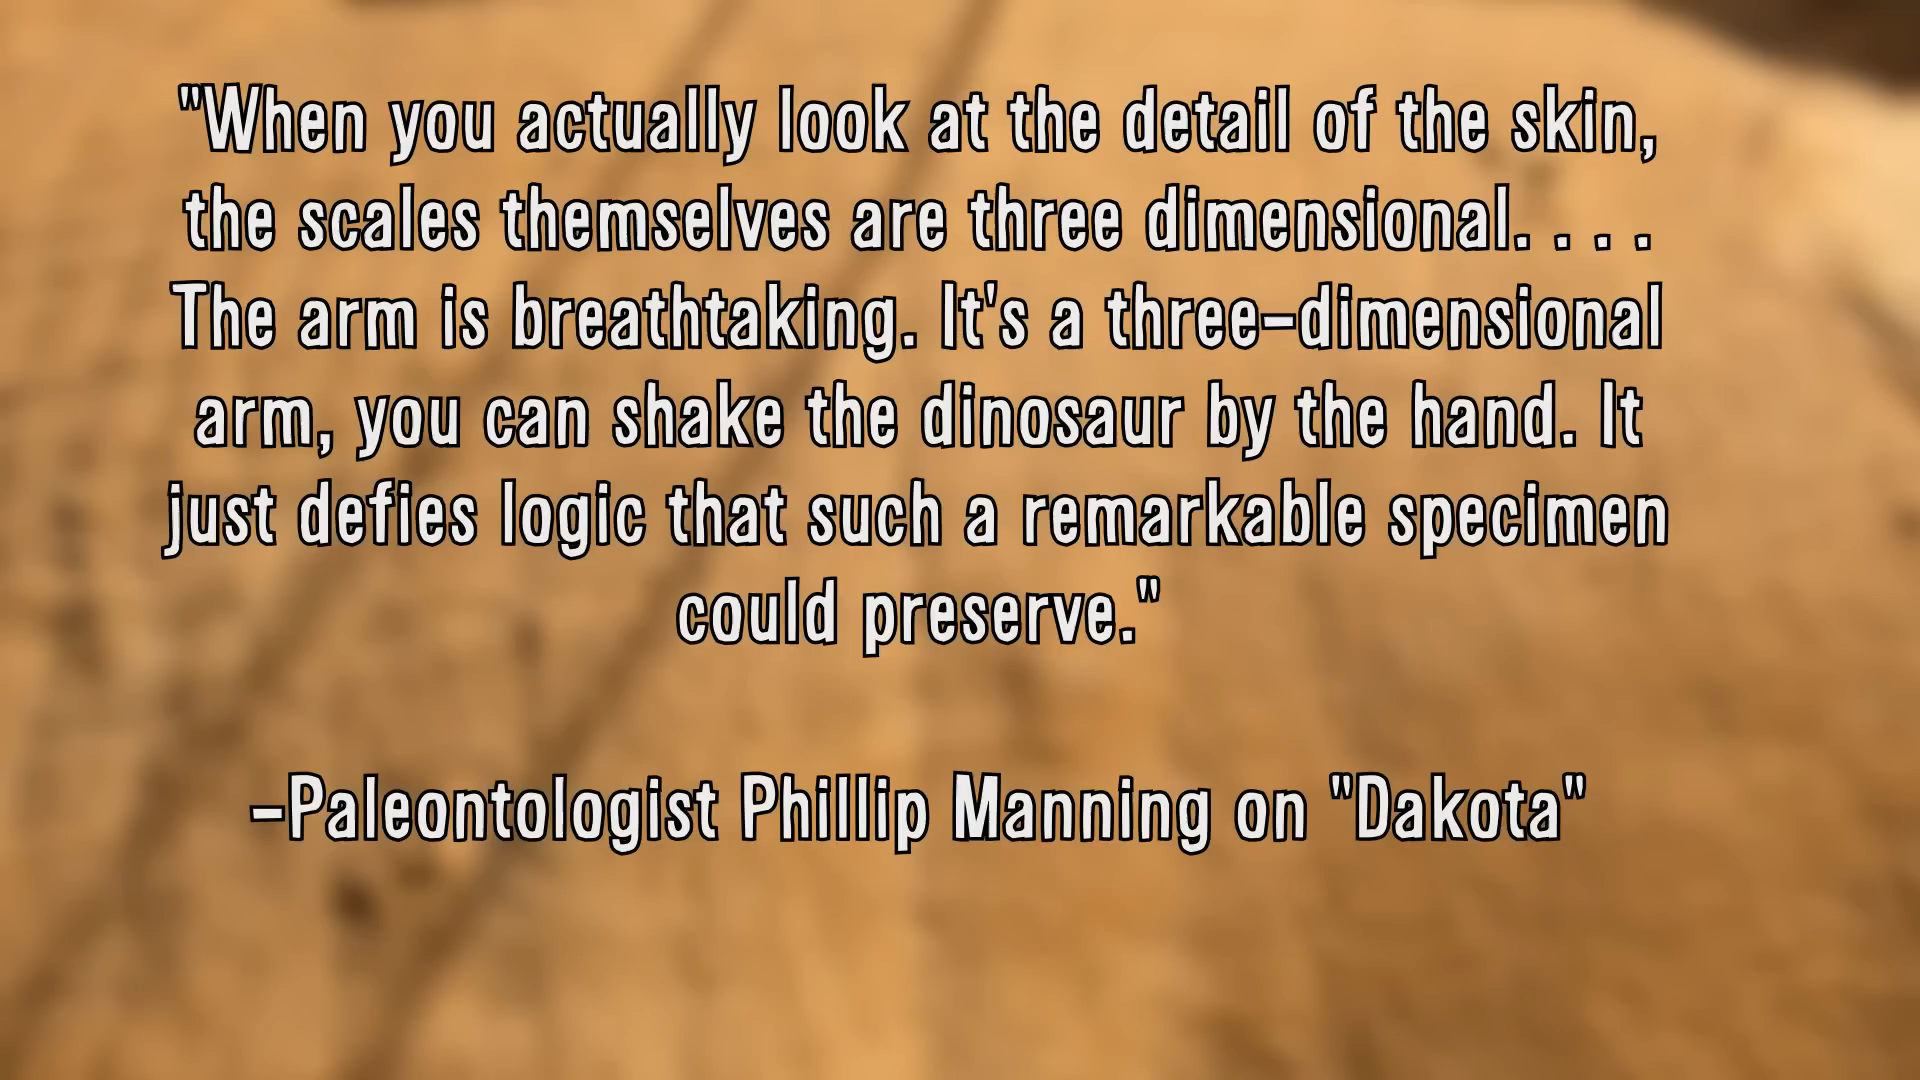 "When you actually look at the detail of the skin,
the scales themselves are three dimensional. . . .
The arm is breathtaking. It's a three-dimensional
arm, you can shake the dinosaur by the hand. It
just defies logic that such a remarkable specimen
could preserve."
-Paleontologist Phillip Manning on "Dakota"